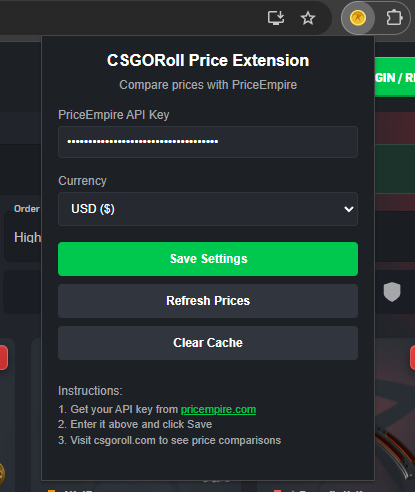 CSGORoll Price Extension
Compare prices with PriceEmpire
GIN / RE
PriceEmpire API Key
••••••••••••••••••••••••••••••••••••
Currency
Order
USD ($)
High
Save Settings
Refresh Prices
Clear Cache
Instructions:
1. Get your API key from pricempire.com
2. Enter it above and click Save
3. Visit csgoroll.com to see price comparisons